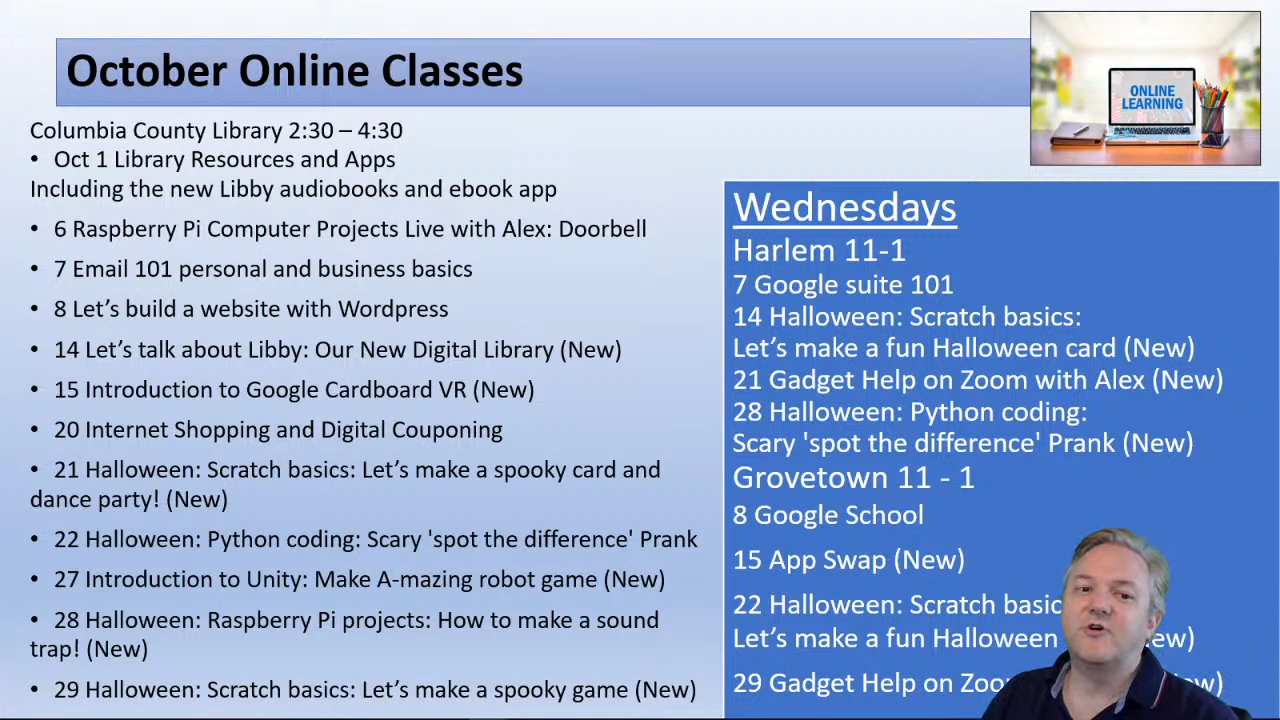 October Online Classes
ONLINE
LEARNING
Columbia County Library 2:30 – 4:30
• Oct 1 Library Resources and Apps
Including the new Libby audiobooks and ebook app
• 6 Raspberry Pi Computer Projects Live with Alex: Doorbell
• 7 Email 101 personal and business basics
• 8 Let’s build a website with Wordpress
• 14 Let’s talk about Libby: Our New Digital Library (New)
• 15 Introduction to Google Cardboard VR (New)
• 20 Internet Shopping and Digital Couponing
• 21 Halloween: Scratch basics: Let’s make a spooky card and
dance party! (New)
• 22 Halloween: Python coding: Scary 'spot the difference' Prank
• 27 Introduction to Unity: Make A-mazing robot game (New)
• 28 Halloween: Raspberry Pi projects: How to make a sound
trap! (New)
• 29 Halloween: Scratch basics: Let’s make a spooky game (New)
Wednesdays
Harlem 11-1
7 Google suite 101
14 Halloween: Scratch basics:
Let’s make a fun Halloween card (New)
21 Gadget Help on Zoom with Alex (New)
28 Halloween: Python coding:
Scary 'spot the difference' Prank (New)
Grovetown 11 - 1
8 Google School
15 App Swap (New)
22 Halloween: Scratch
Let’s make a fun Halloween
29 Gadget Help on